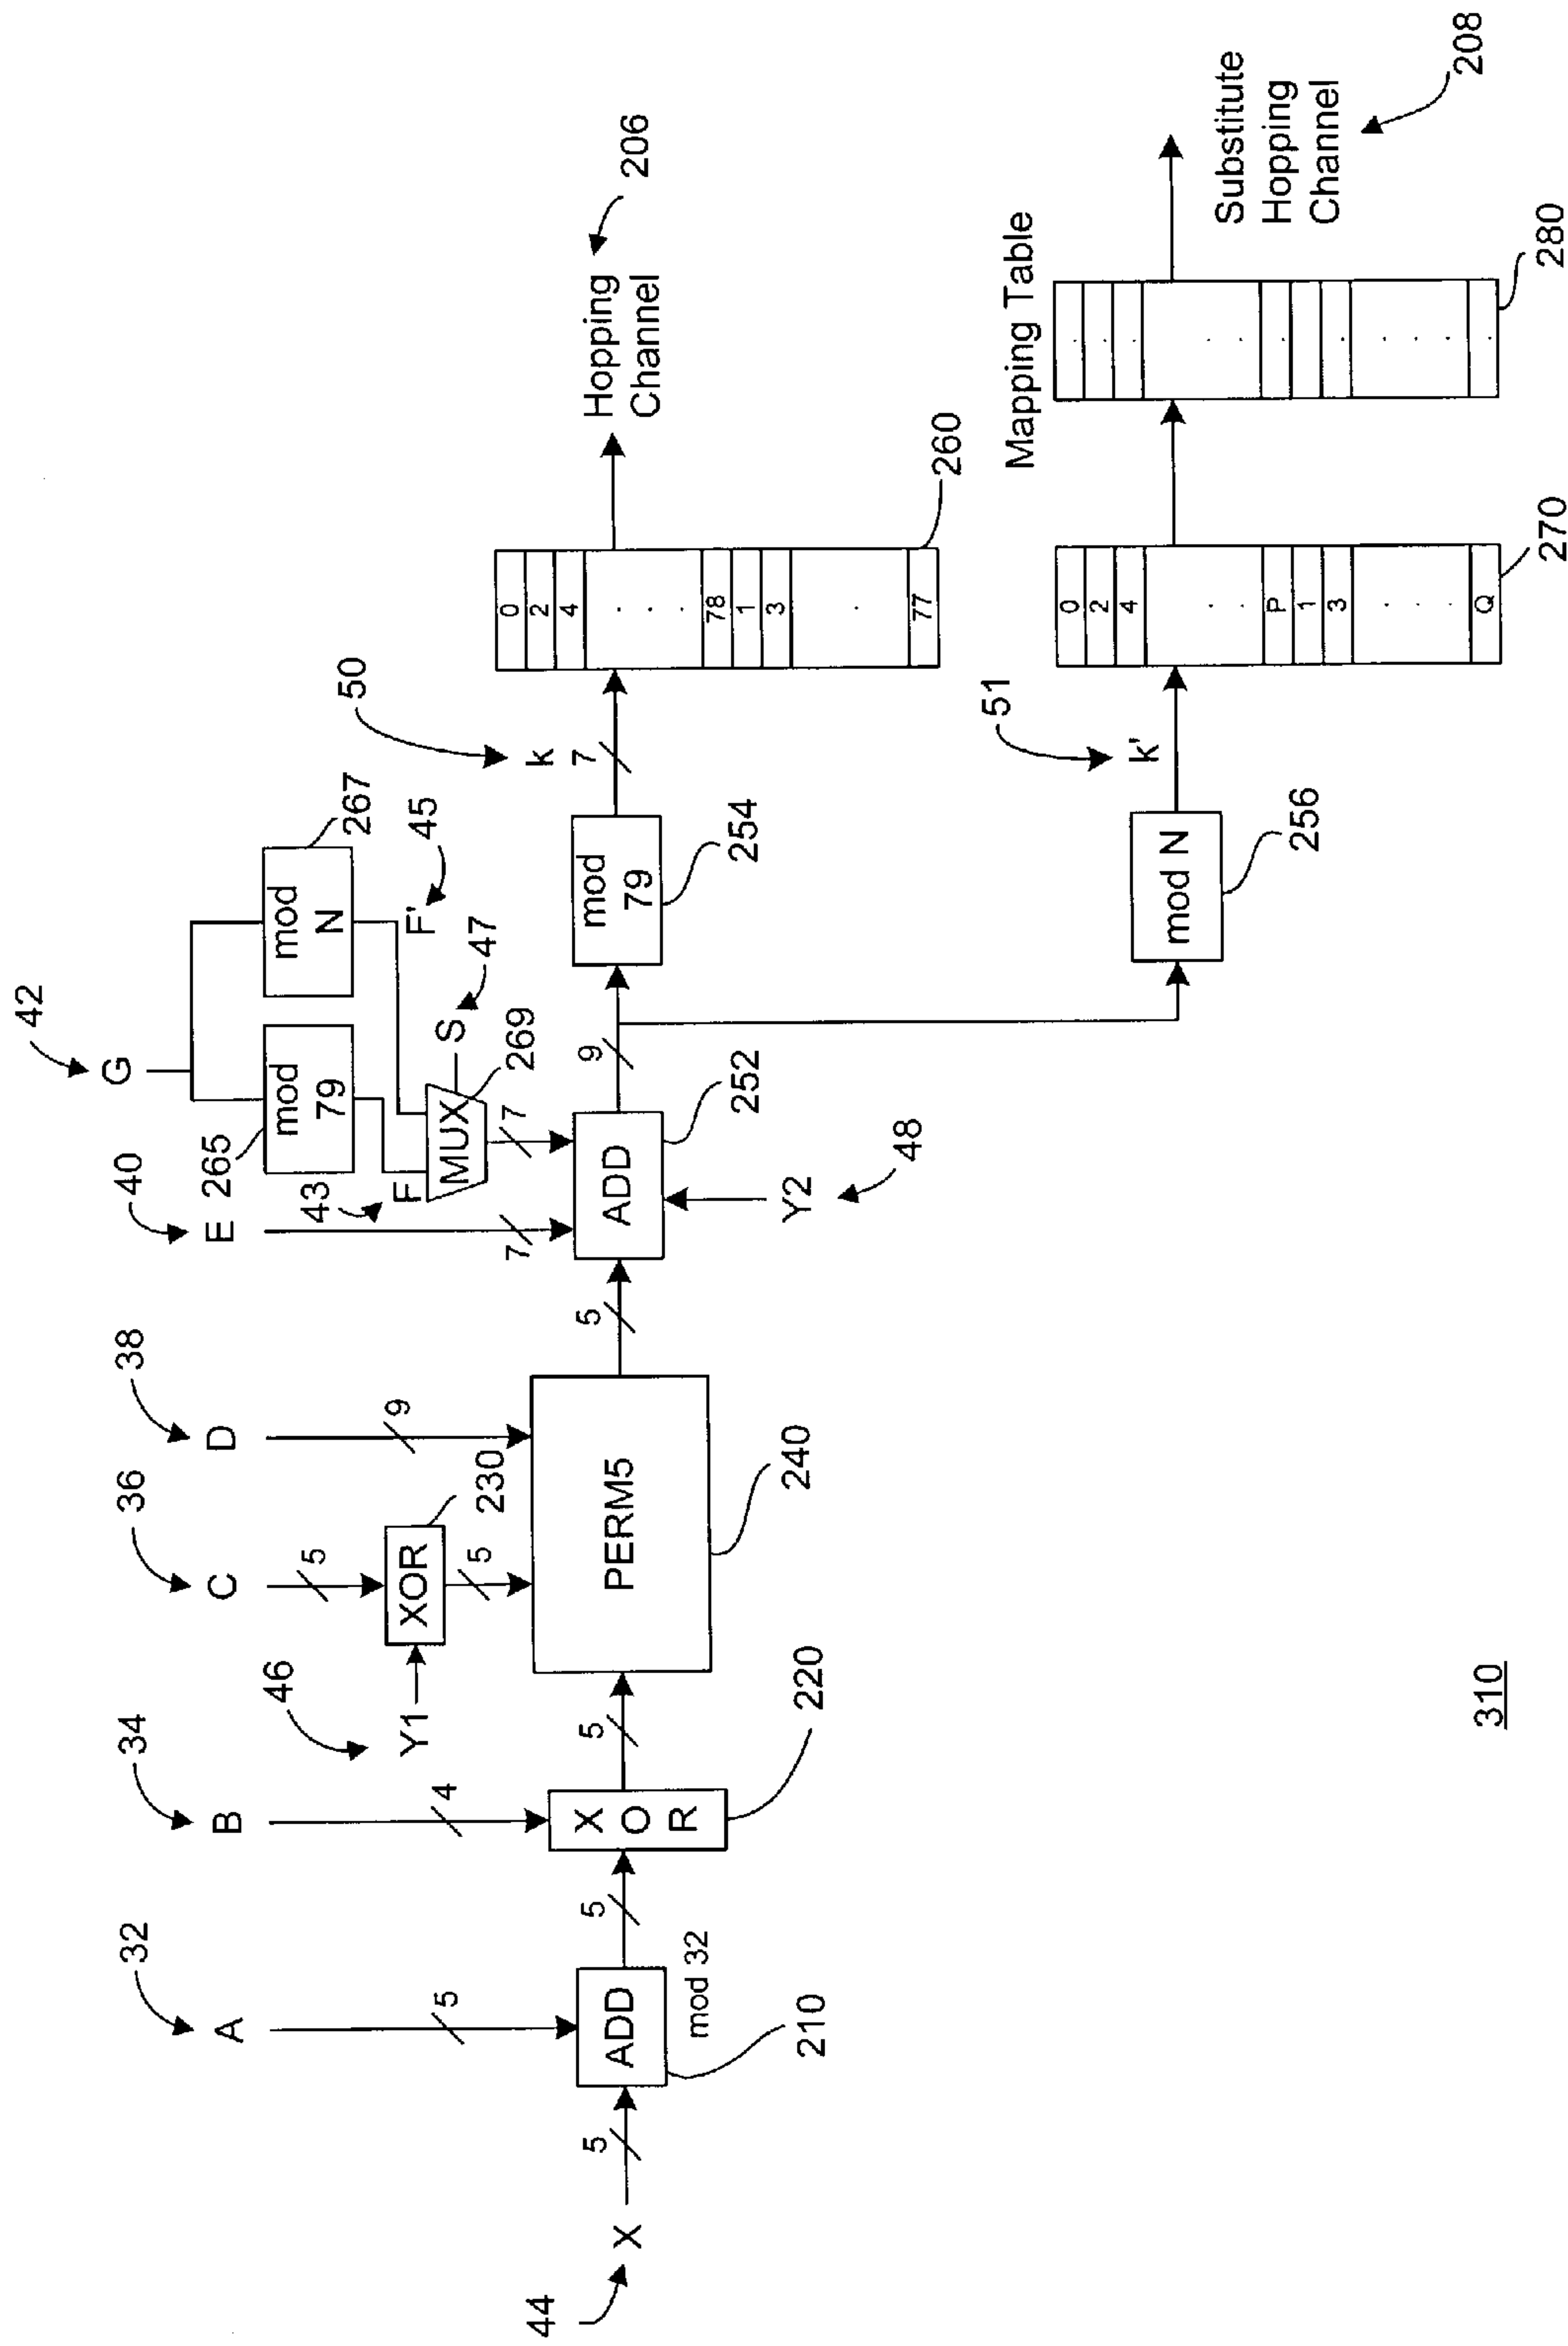 42
G
mod
79
265
mod
N
267
F
43
F'
45
MUX
S
47
269
7
32
A
5
34
B
4
36
C
5
38
D
9
40
E
7
46
Y1
XOR
230
5
44
X
5
ADD
mod 32
210
5
X
O
R
220
5
PERM5
240
5
ADD
252
Y2
48
9
mod
79
254
50
k
7
0
2
4
. . .
78
1
3
.
77
260
Hopping
Channel
206
mod N
256
51
k'
0
2
4
. .
P
1
3
. . . .
Q
270
Mapping Table
280
Substitute
Hopping
Channel
208
310